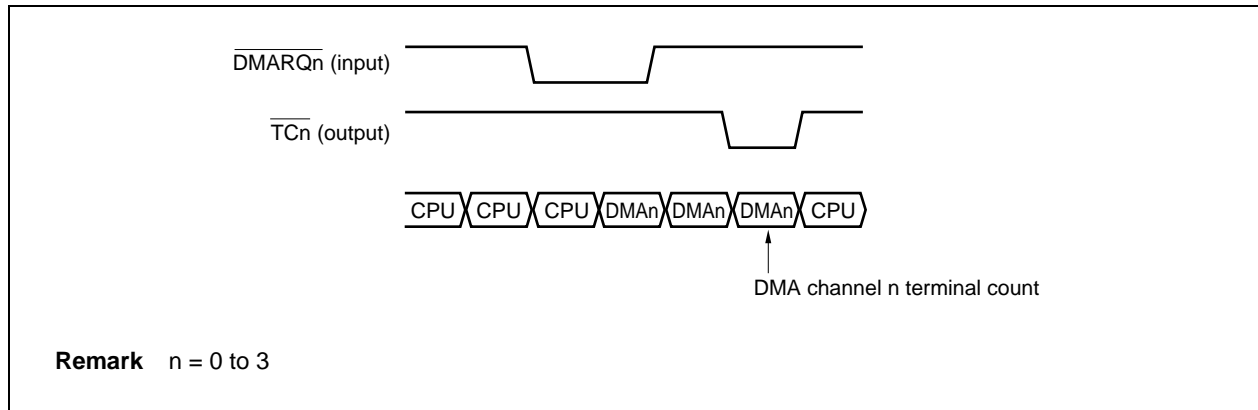 DMARQn (input)
TCn (output)
CPU CPU CPU DMAn DMAn DMAn CPU
DMA channel n terminal count
Remark n = 0 to 3